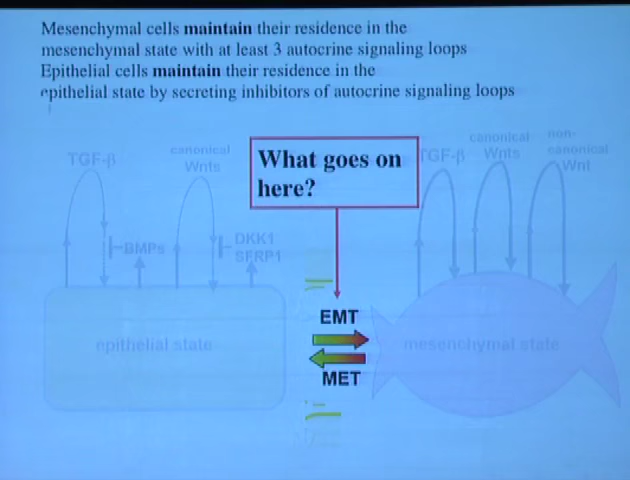 Mesenchymal cells maintain their residence in the
mesenchymal state with at least 3 autocrine signaling loops
Epithelial cells maintain their residence in the
epithelial state by secreting inhibitors of autocrine signaling loops
TGF-β
canonical
Wnts
What goes on
here?
TGF-β
canonical
Wnts
non-
canonical
Wnt
BMPs
DKK1
SFRP1
EMT
epithelial state
mesenchymal state
MET